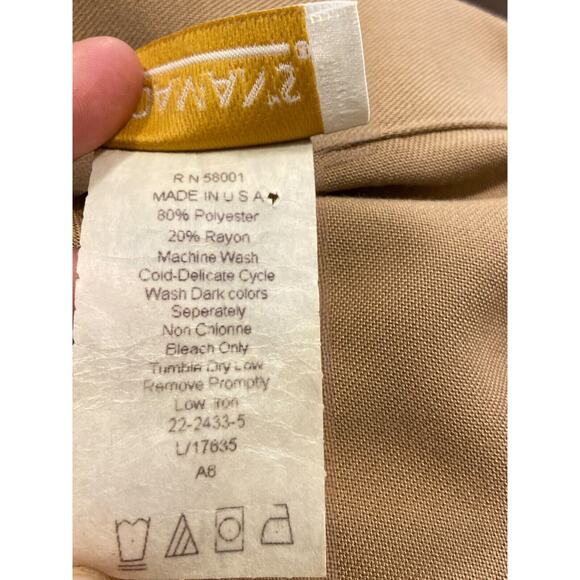 RN 58001
MADE IN U S A
80% Polyester
20% Rayon
Machine Wash
Cold-Delicate Cycle
Wash Dark colors
Seperately
Non Chlorine
Bleach Only
Tumble Dry Low
Remove Promptly
Low Iron
22-2433-5
L/17635
A6